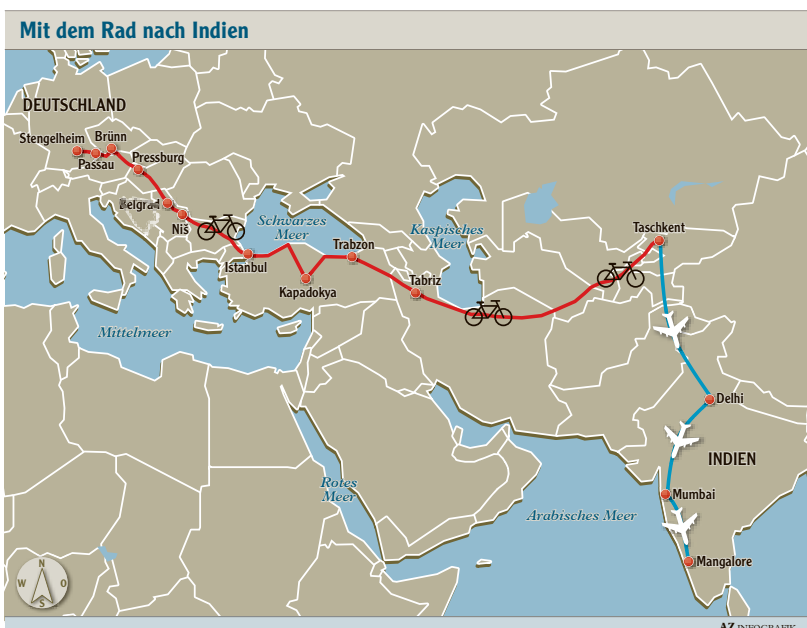 Mit dem Rad nach Indien
DEUTSCHLAND
Stengelheim
Brünn
Passau
Pressburg
Belgrad
Niš
Schwarzes
Meer
Istanbul
Trabzon
Kapadokya
Kaspisches
Meer
Tabriz
Taschkent
Mittelmeer
Delhi
INDIEN
Rotes
Meer
Mumbai
Arabisches Meer
Mangalore
N
W O
S
AZ INFOGRAFIK